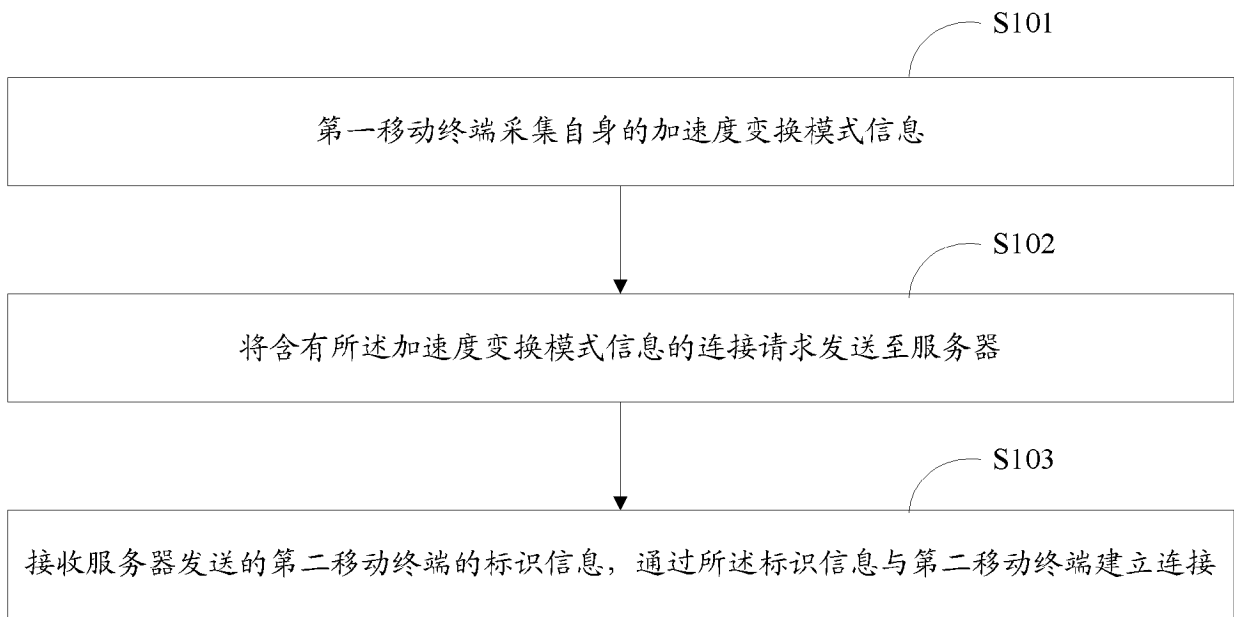 S101
第一移动终端采集自身的加速度变换模式信息
S102
将含有所述加速度变换模式信息的连接请求发送至服务器
S103
接收服务器发送的第二移动终端的标识信息，通过所述标识信息与第二移动终端建立连接